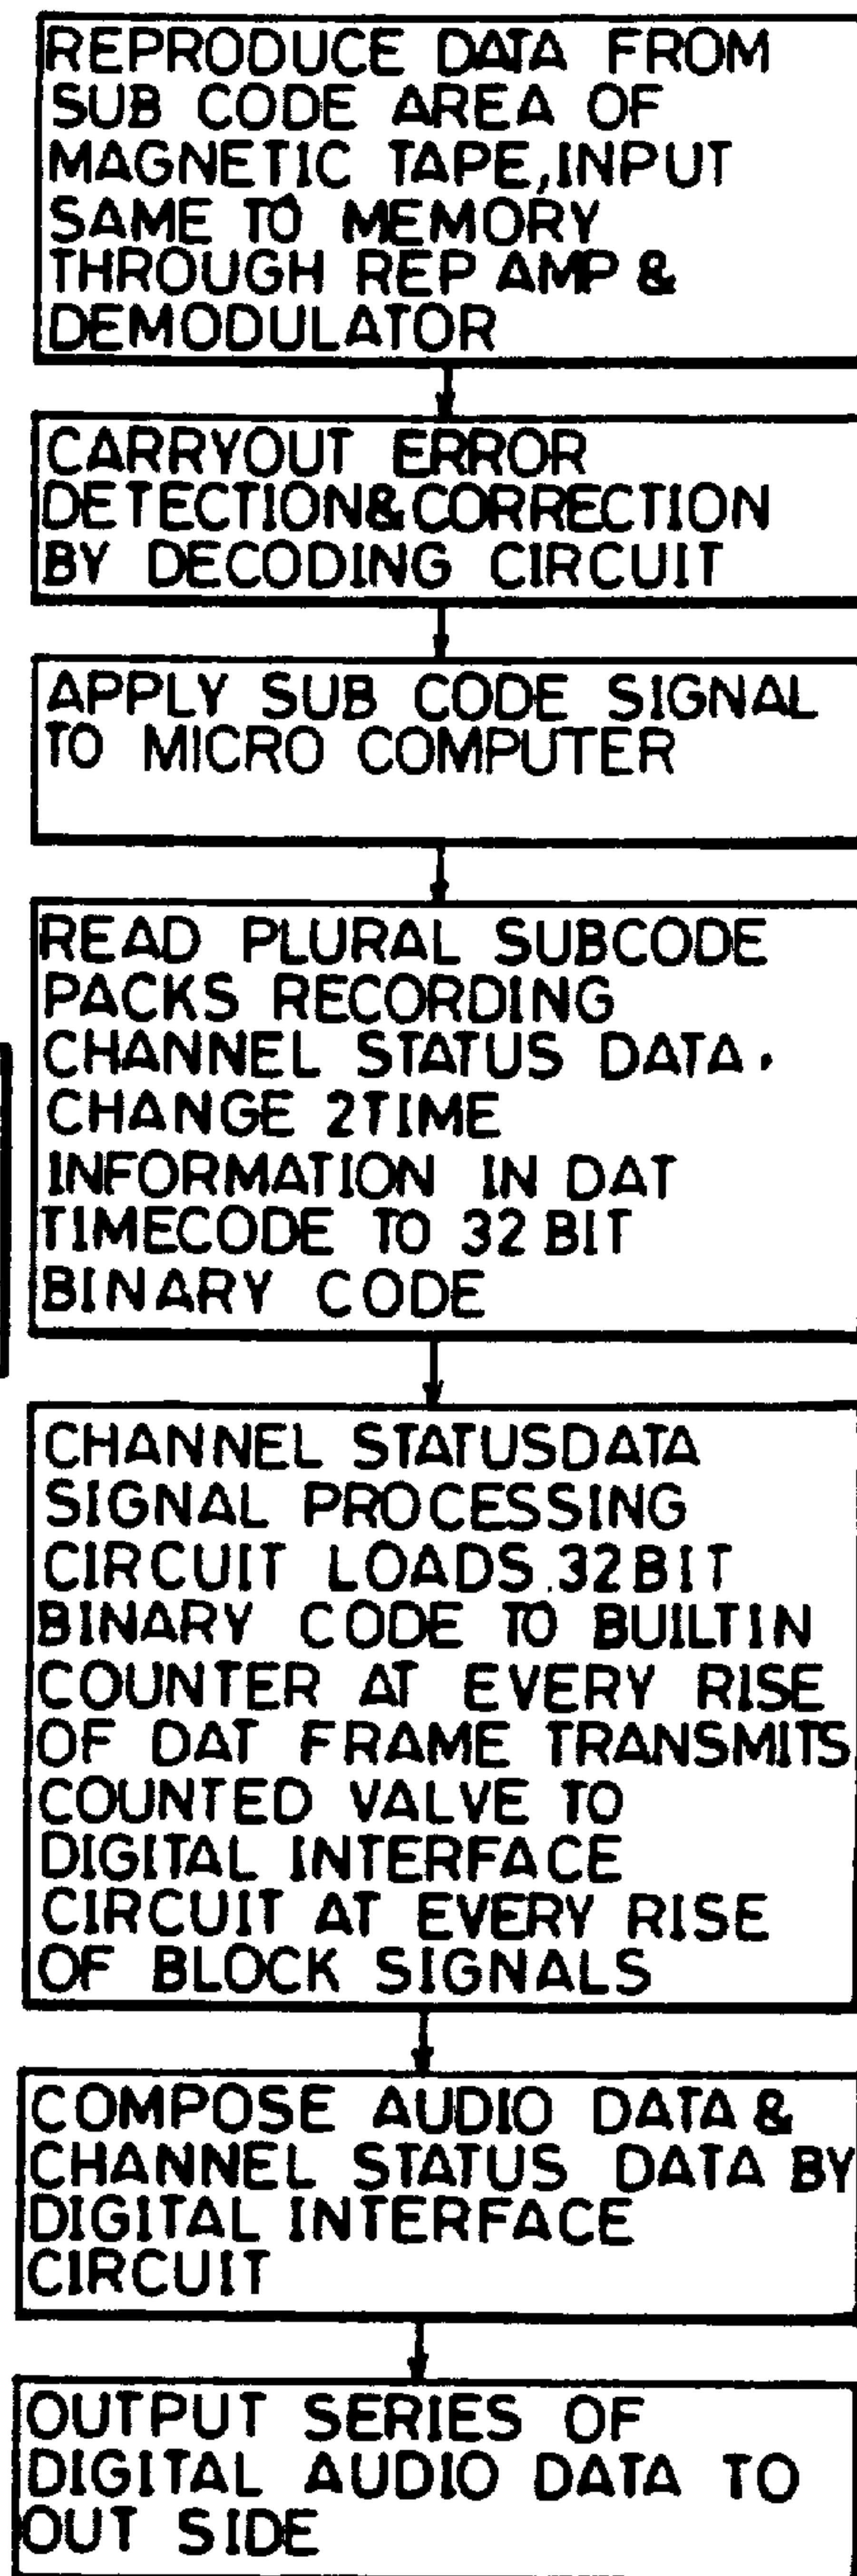 REPRODUCE DATA FROM
SUB CODE AREA OF
MAGNETIC TAPE, INPUT
SAME TO MEMORY
THROUGH REP AMP &
DEMODULATOR
CARRYOUT ERROR
DETECTION&CORRECTION
BY DECODING CIRCUIT
APPLY SUB CODE SIGNAL
TO MICRO COMPUTER
READ PLURAL SUBCODE
PACKS RECORDING
CHANNEL STATUS DATA,
CHANGE 2TIME
INFORMATION IN DAT
TIMECODE TO 32 BIT
BINARY CODE
CHANNEL STATUSDATA
SIGNAL PROCESSING
CIRCUIT LOADS.32BIT
BINARY CODE TO BUILTIN
COUNTER AT EVERY RISE
OF DAT FRAME TRANSMITS
COUNTED VALVE TO
DIGITAL INTERFACE
CIRCUIT AT EVERY RISE
OF BLOCK SIGNALS
COMPOSE AUDIO DATA &
CHANNEL STATUS DATA BY
DIGITAL INTERFACE
CIRCUIT
OUTPUT SERIES OF
DIGITAL AUDIO DATA TO
OUT SIDE